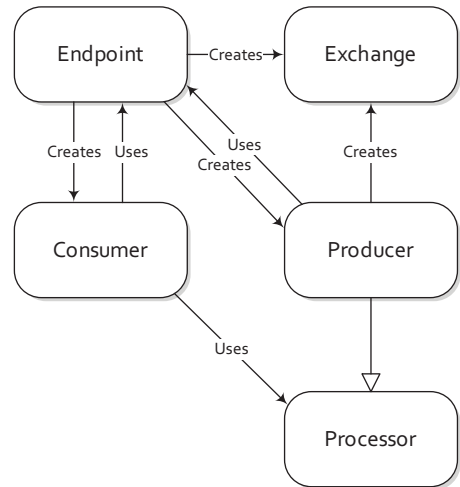 Endpoint
Creates
Exchange
Creates
Uses
Uses
Creates
Creates
Consumer
Producer
Uses
Processor